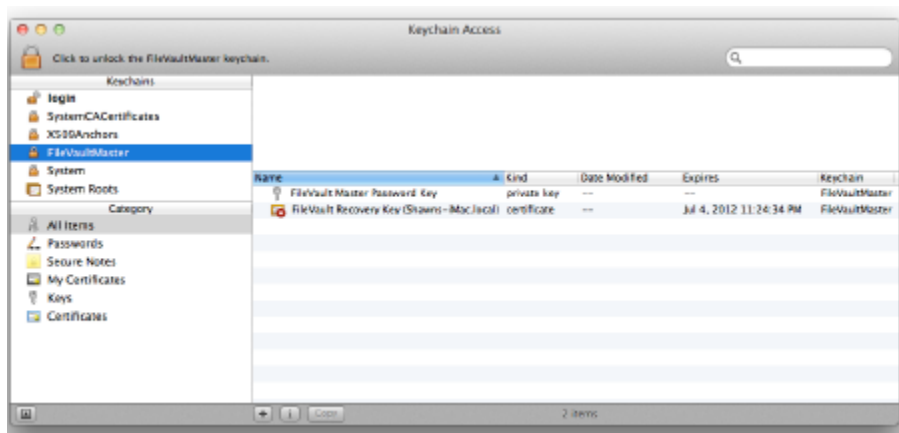 Keychain Access
Click to unlock the FileVaultMaster keychain.
Keychains
login
SystemCACertificates
X509Anchors
FileVaultMaster
System
System Roots
Category
All Items
Passwords
Secure Notes
My Certificates
Keys
Certificates
Name Kind Date Modified Expires Keychain
FileVault Master Password Key private key -- -- FileVaultMaster
FileVault Recovery Key (Shawns-iMac.local) certificate -- Jul 4, 2012 11:24:34 PM FileVaultMaster
+ i Copy 2 items